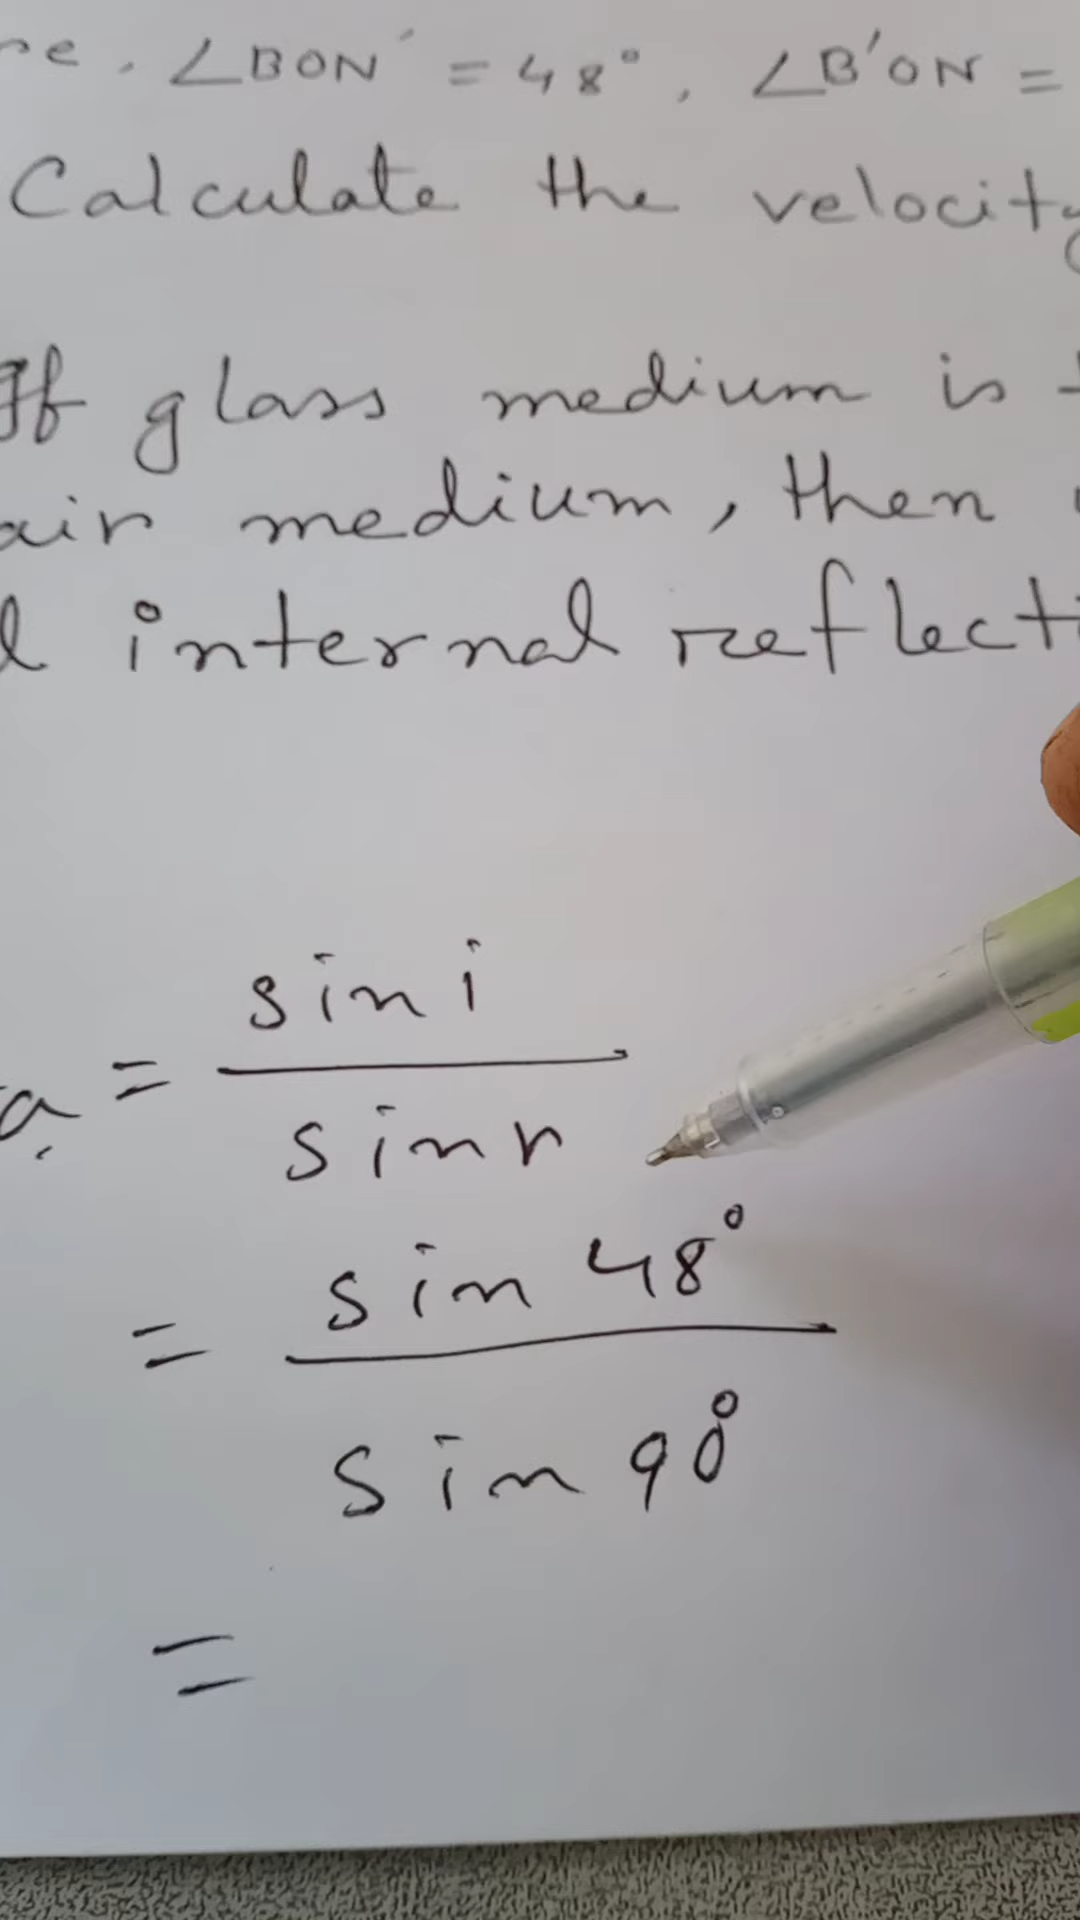 ∠BON' = 48°, ∠B'ON =
Calculate the velocity
If glass medium is
air medium, then
internal reflecti
a = sin i / sin r
= sin 48° / sin 90°
=